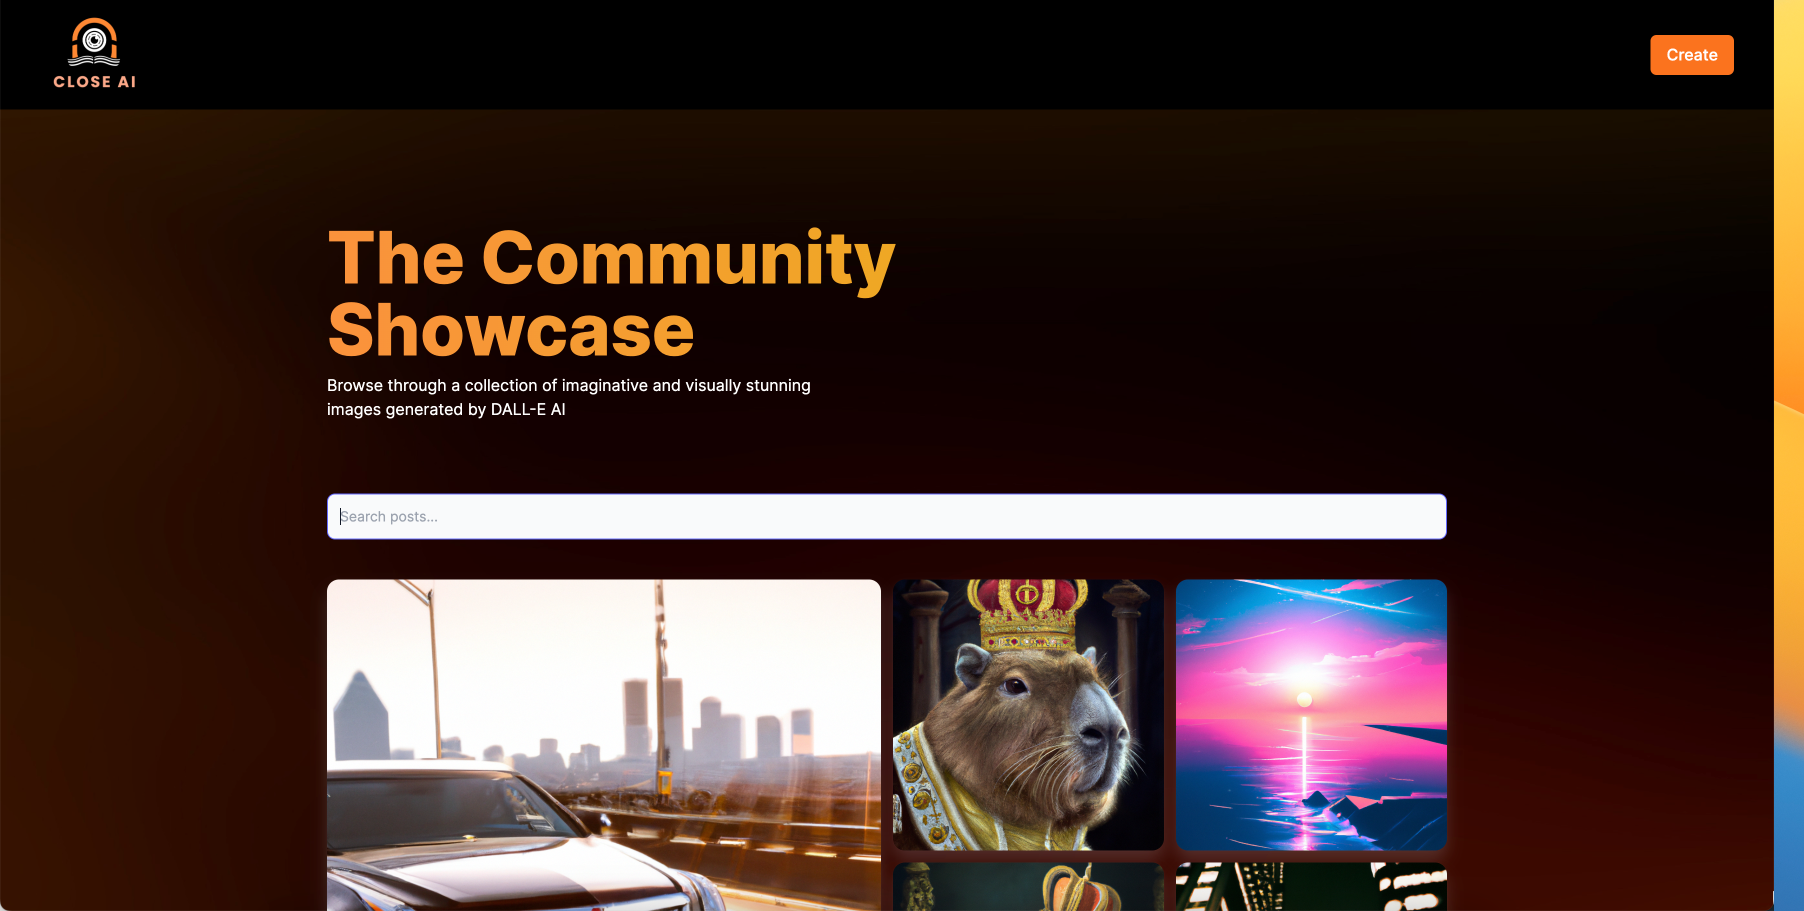 CLOSE AI
Create
The Community
Showcase
Browse through a collection of imaginative and visually stunning
images generated by DALL-E AI
Search posts...